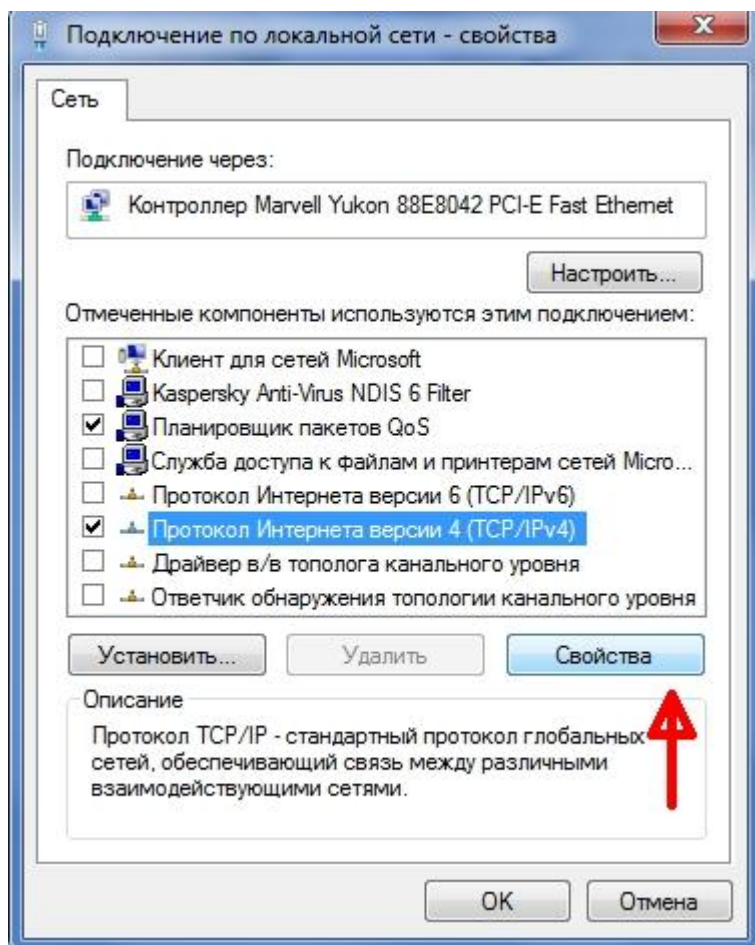 Подключение по локальной сети - свойства
Сеть
Подключение через:
Контроллер Marvell Yukon 88E8042 PCI-E Fast Ethernet
Настроить...
Отмеченные компоненты используются этим подключением:
Клиент для сетей Microsoft
Kaspersky Anti-Virus NDIS 6 Filter
Планировщик пакетов QoS
Служба доступа к файлам и принтерам сетей Micro...
Протокол Интернета версии 6 (TCP/IPv6)
Протокол Интернета версии 4 (TCP/IPv4)
Драйвер в/в тополога канального уровня
Ответчик обнаружения топологии канального уровня
Установить... Удалить Свойства
Описание
Протокол TCP/IP - стандартный протокол глобальных
сетей, обеспечивающий связь между различными
взаимодействующими сетями.
OK Отмена